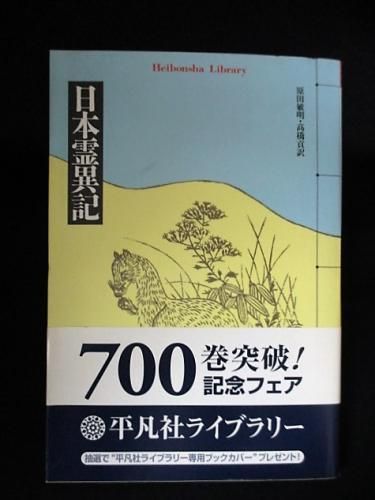 Heibonsha Library
日本霊異記
原田敏明・高橋貢訳
700巻突破!
記念フェア
平凡社ライブラリー
抽選で"平凡社ライブラリー専用ブックカバー"プレゼント!